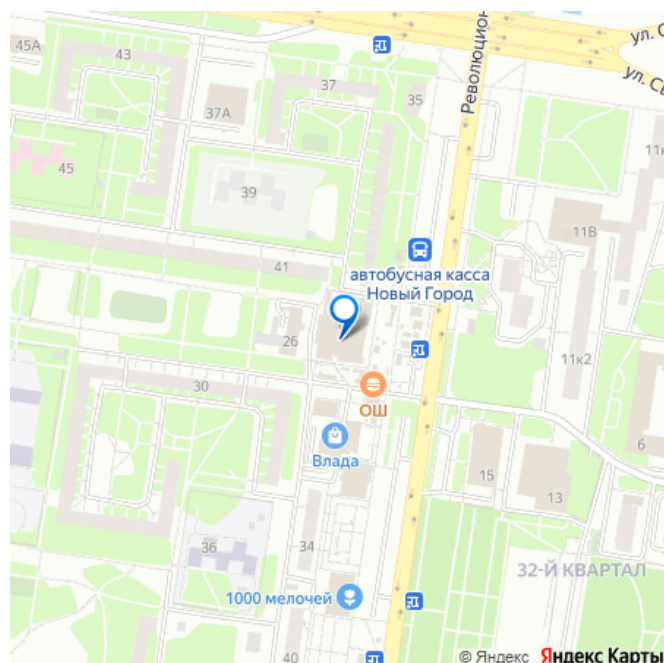 45А
43
37
35
37А
ул. С
ул. Св
Революцион
11к
45
39
11В
41
автобусная касса
Новый Город
26
11к2
30
ОШ
Влада
6
15
13
36
34
32-Й КВАРТАЛ
1000 мелочей
40
© Яндекс Яндекс Карты